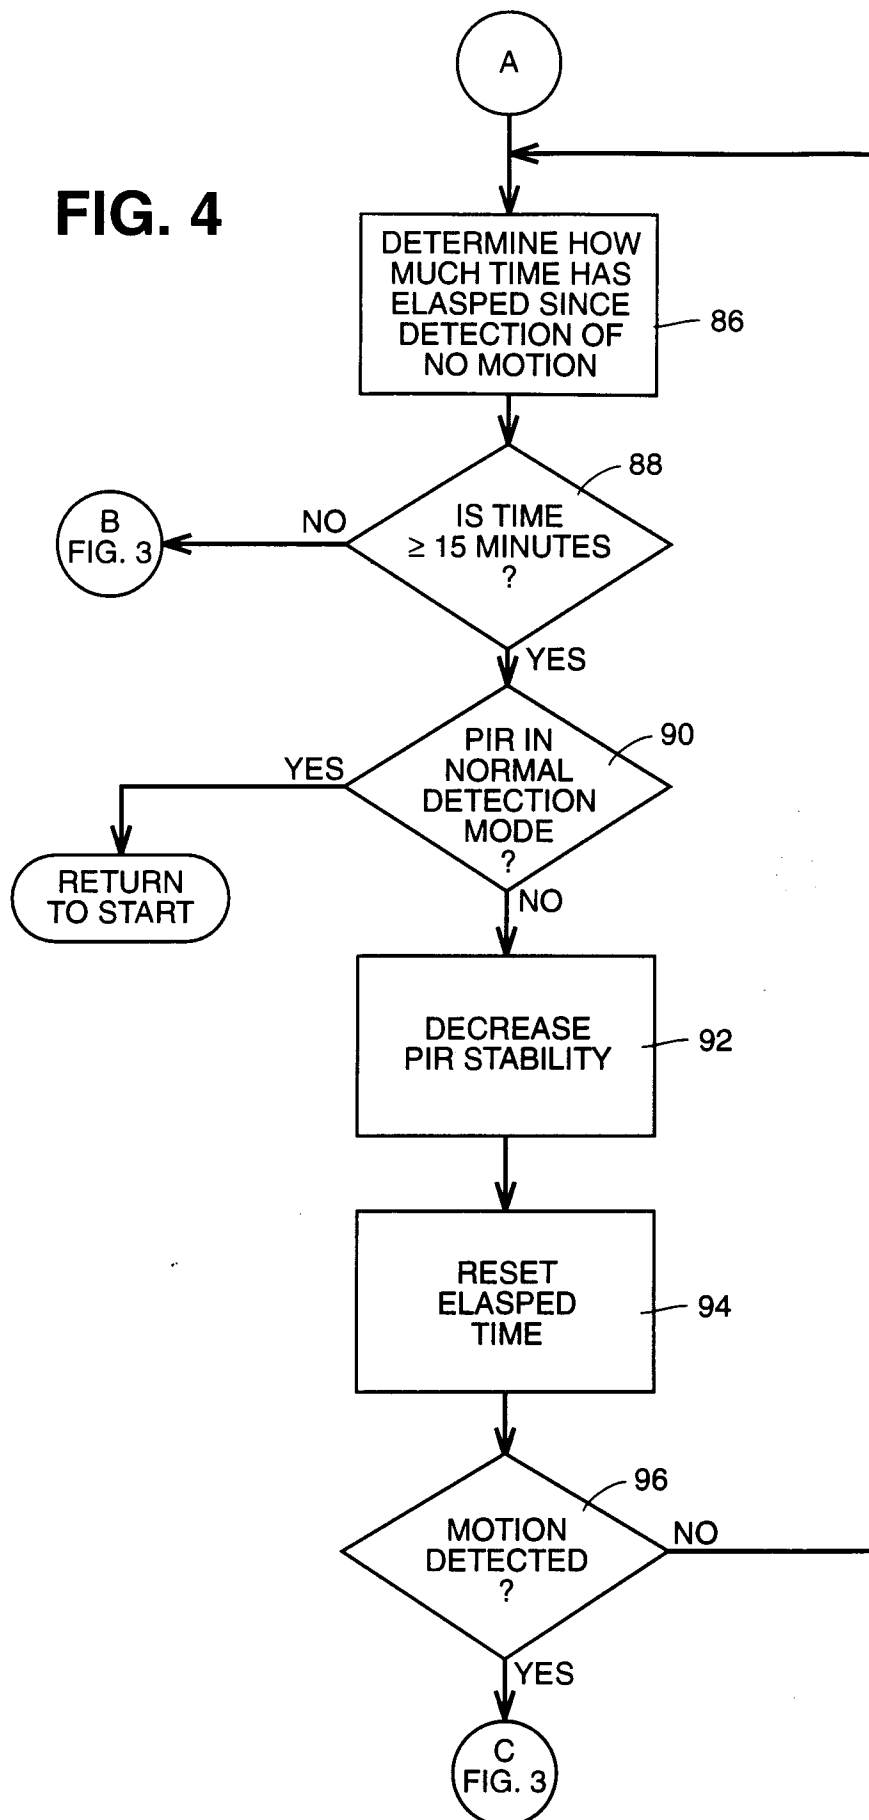 A
FIG. 4
DETERMINE HOW
MUCH TIME HAS
ELASPED SINCE
DETECTION OF
NO MOTION
86
88
IS TIME
≥ 15 MINUTES
?
NO
B
FIG. 3
YES
PIR IN
NORMAL
DETECTION
MODE
?
90
YES
RETURN
TO START
NO
DECREASE
PIR STABILITY
92
RESET
ELASPED
TIME
94
96
MOTION
DETECTED
?
NO
YES
C
FIG. 3